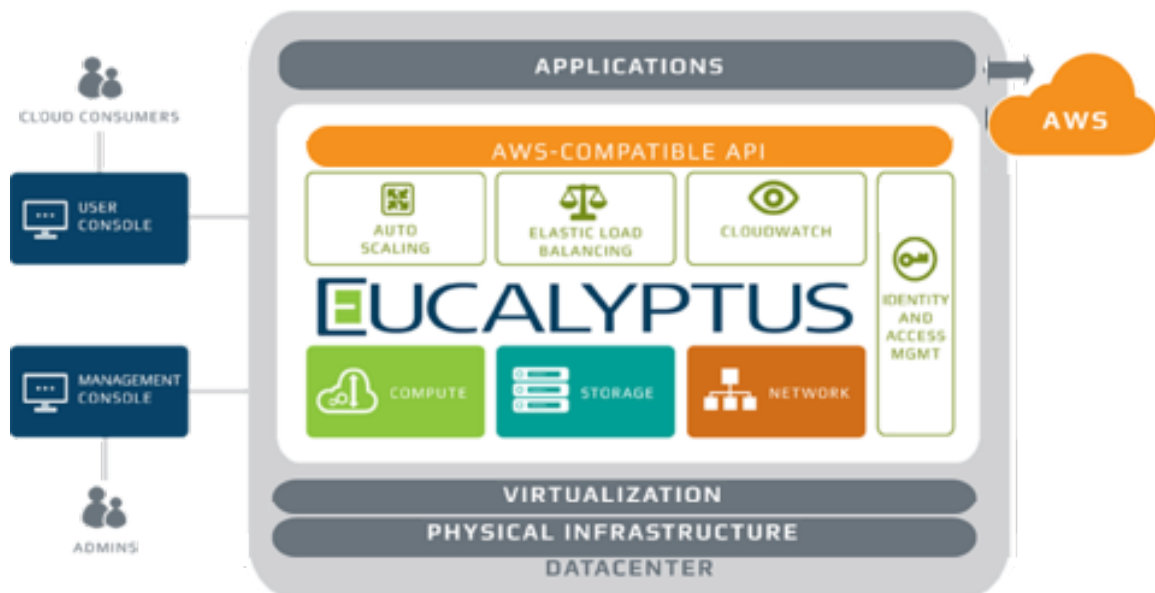 APPLICATIONS
CLOUD CONSUMERS
AWS
AWS-COMPATIBLE API
USER
CONSOLE
AUTO
SCALING
ELASTIC LOAD
BALANCING
CLOUDWATCH
IDENTITY
AND
ACCESS
MGMT
EUCALYPTUS
MANAGEMENT
CONSOLE
COMPUTE
STORAGE
NETWORK
VIRTUALIZATION
PHYSICAL INFRASTRUCTURE
ADMINS
DATACENTER